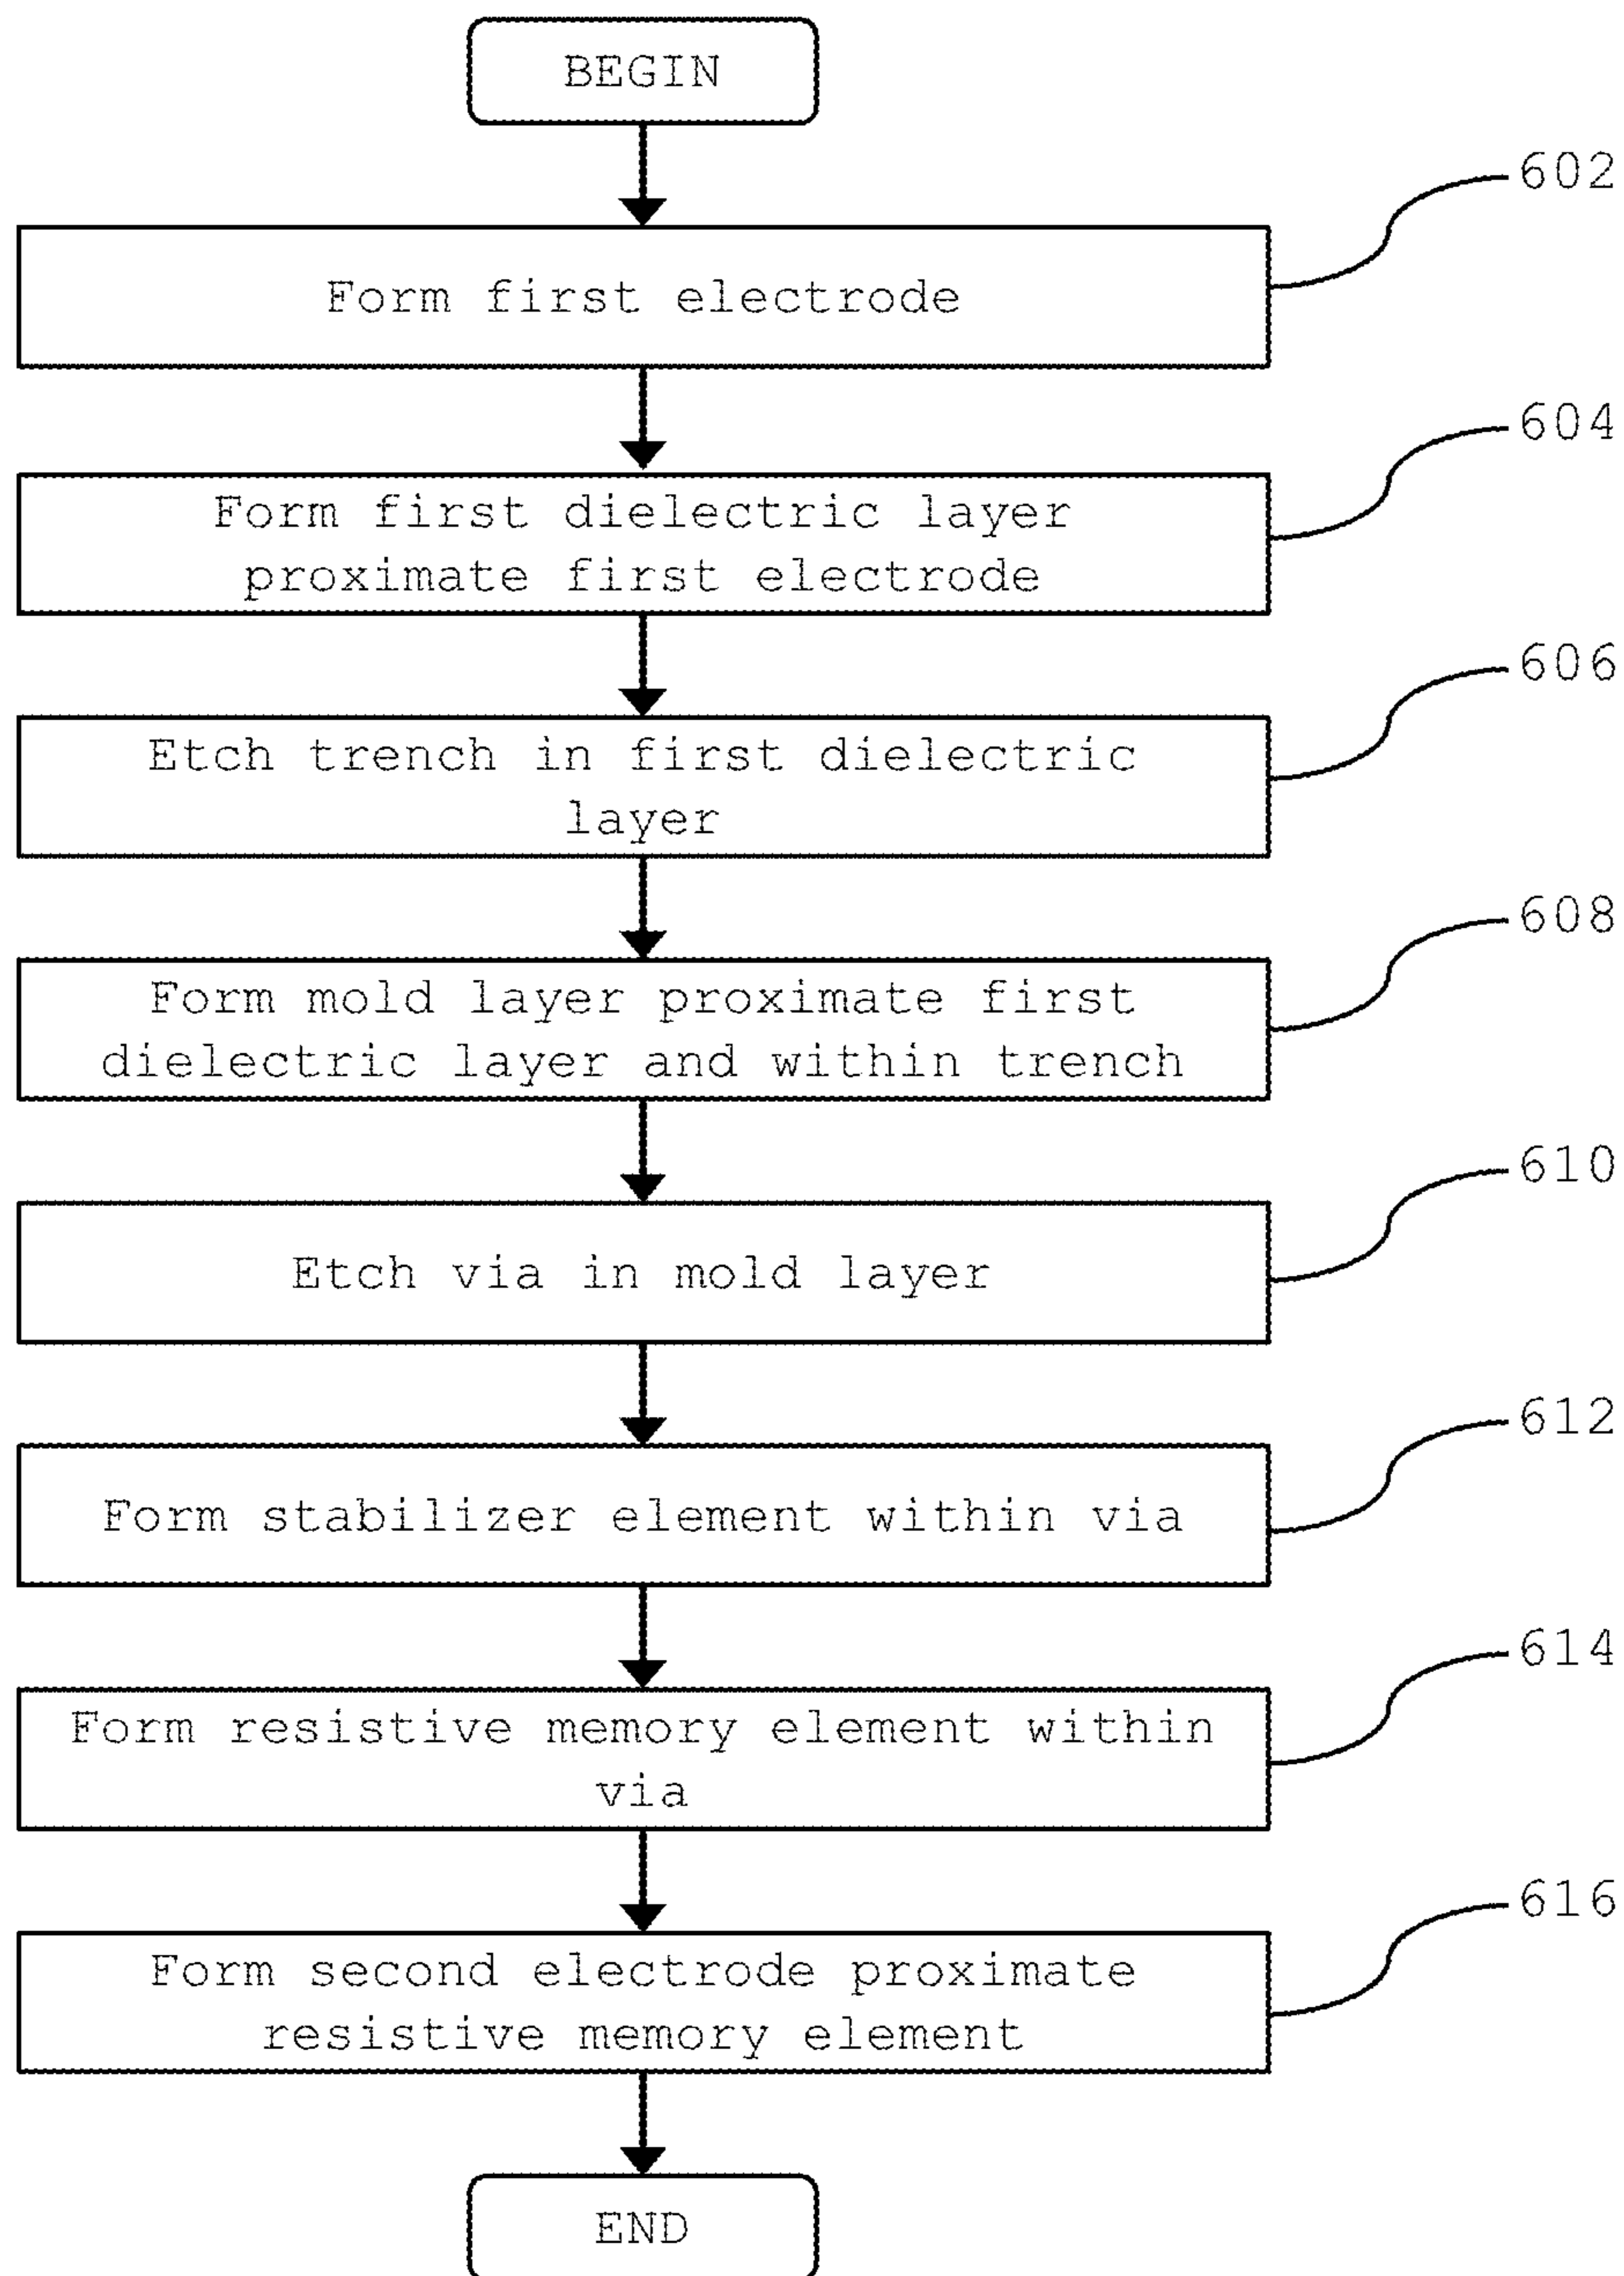 BEGIN
602
Form first electrode
604
Form first dielectric layer
proximate first electrode
606
Etch trench in first dielectric
layer
608
Form mold layer proximate first
dielectric layer and within trench
610
Etch via in mold layer
612
Form stabilizer element within via
614
Form resistive memory element within
via
616
Form second electrode proximate
resistive memory element
END